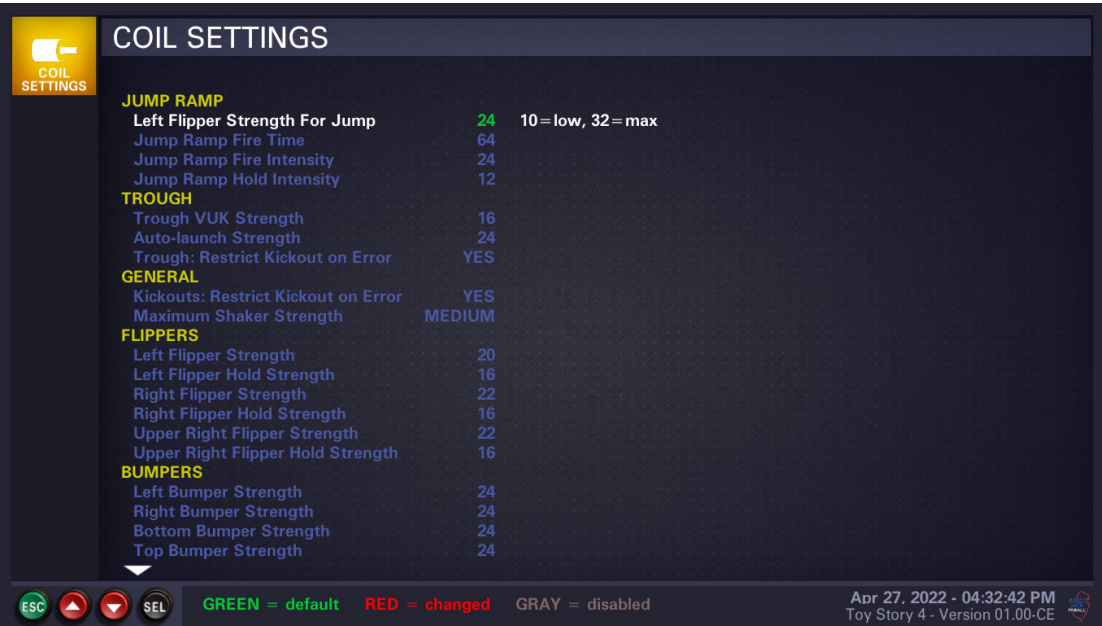 COIL SETTINGS
COIL
SETTINGS
JUMP RAMP
Left Flipper Strength For Jump 24 10=low, 32=max
Jump Ramp Fire Time 64
Jump Ramp Fire Intensity 24
Jump Ramp Hold Intensity 12
TROUGH
Trough VUK Strength 16
Auto-launch Strength 24
Trough: Restrict Kickout on Error YES
GENERAL
Kickouts: Restrict Kickout on Error YES
Maximum Shaker Strength MEDIUM
FLIPPERS
Left Flipper Strength 20
Left Flipper Hold Strength 16
Right Flipper Strength 22
Right Flipper Hold Strength 16
Upper Right Flipper Strength 22
Upper Right Flipper Hold Strength 16
BUMPERS
Left Bumper Strength 24
Right Bumper Strength 24
Bottom Bumper Strength 24
Top Bumper Strength 24
ESC SEL GREEN = default RED = changed GRAY = disabled
Apr 27, 2022 - 04:32:42 PM
Toy Story 4 - Version 01.00-CE